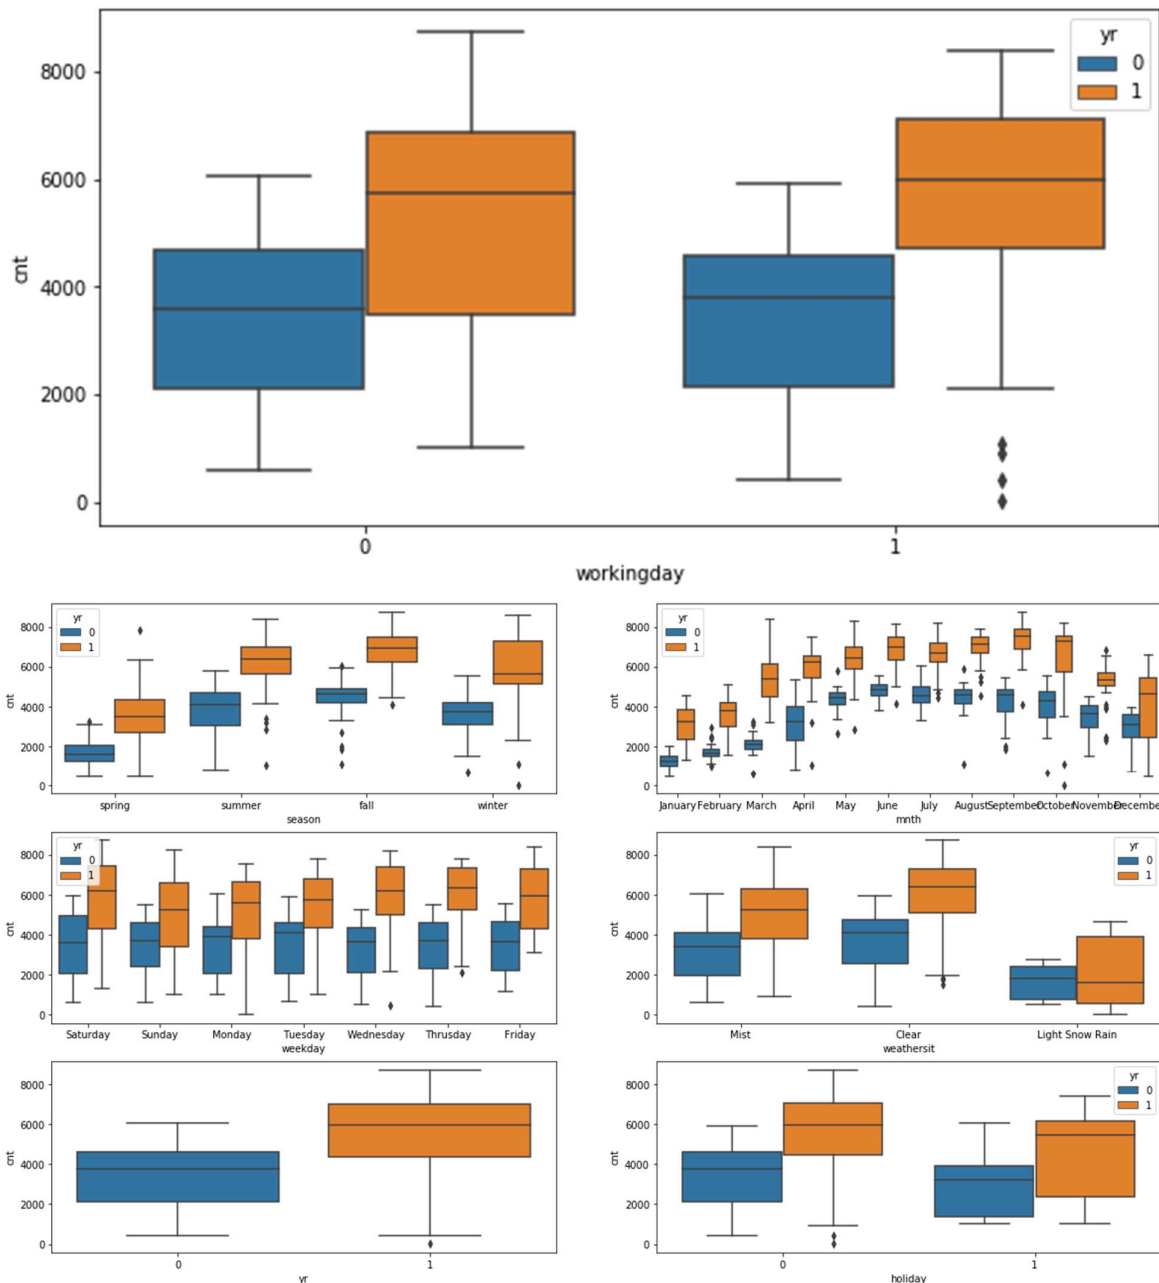 yr
0
1
8000
6000
4000
2000
0
cnt
0 1
workingday
yr
0
1
8000
6000
4000
2000
0
cnt
spring summer fall winter
season
yr
0
1
8000
6000
4000
2000
0
cnt
January February March April May June July August September October November December
mnth
yr
0
1
8000
6000
4000
2000
0
cnt
Saturday Sunday Monday Tuesday Wednesday Thrusday Friday
weekday
yr
0
1
8000
6000
4000
2000
0
cnt
Mist Clear Light Snow Rain
weathersit
8000
6000
4000
2000
0
cnt
0 1
yr
yr
0
1
8000
6000
4000
2000
0
cnt
0 1
holiday